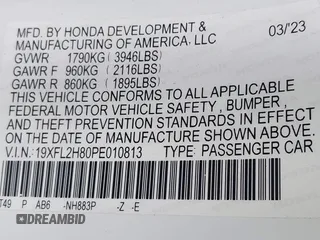 MFD. BY HONDA DEVELOPMENT & 03/'23
MANUFACTURING OF AMERICA, LLC
GVWR 1790KG (3946LBS)
GAWR F 960KG (2116LBS)
GAWR R 860KG (1895LBS)
THIS VEHICLE CONFORMS TO ALL APPLICABLE
FEDERAL MOTOR VEHICLE SAFETY, BUMPER,
AND THEFT PREVENTION STANDARDS IN EFFECT
ON THE DATE OF MANUFACTURE SHOWN ABOVE.
V.I.N.: 19XFL2H80PE010813 TYPE: PASSENGER CAR
T49 P AB6 -NH883P -Z -E
DREAMBID